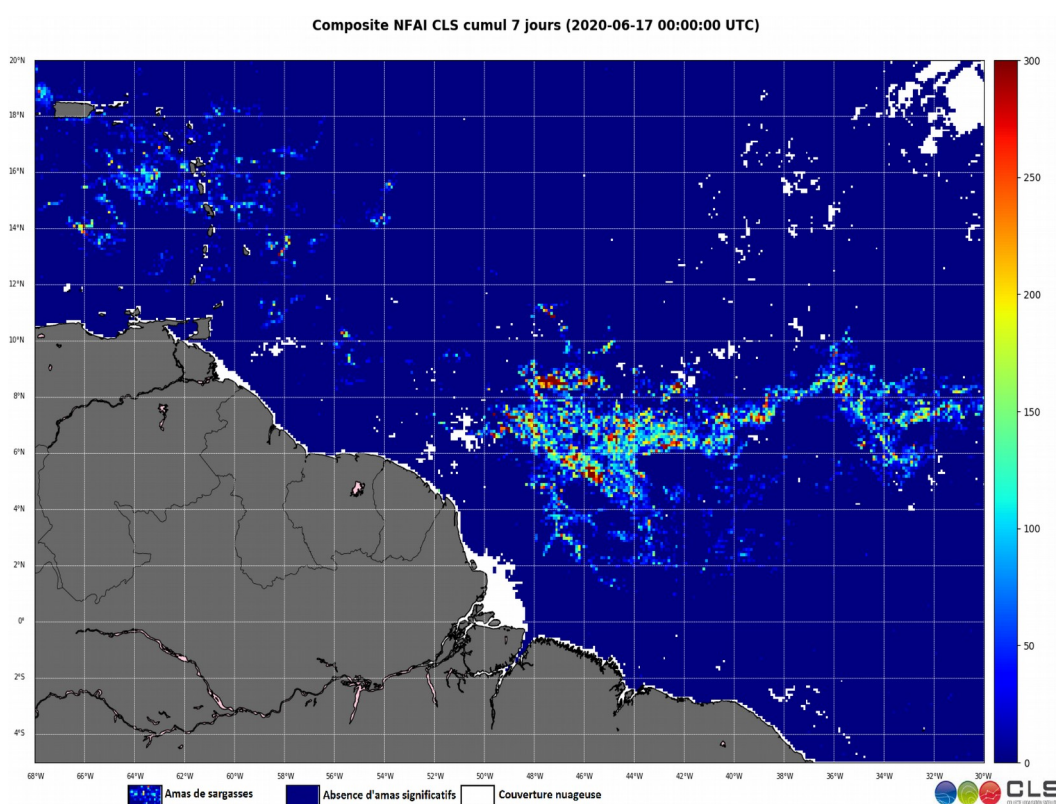 Composite NFAI CLS cumul 7 jours (2020-06-17 00:00:00 UTC)
20°N
18°N
16°N
14°N
12°N
10°N
8°N
6°N
4°N
2°N
0°
2°S
4°S
300
250
200
150
100
50
0
68°W 66°W 64°W 62°W 60°W 58°W 56°W 54°W 52°W 50°W 48°W 46°W 44°W 42°W 40°W 38°W 36°W 34°W 32°W 30°W
Amas de sargasses Absence d'amas significatifs Couverture nuageuse
CLS